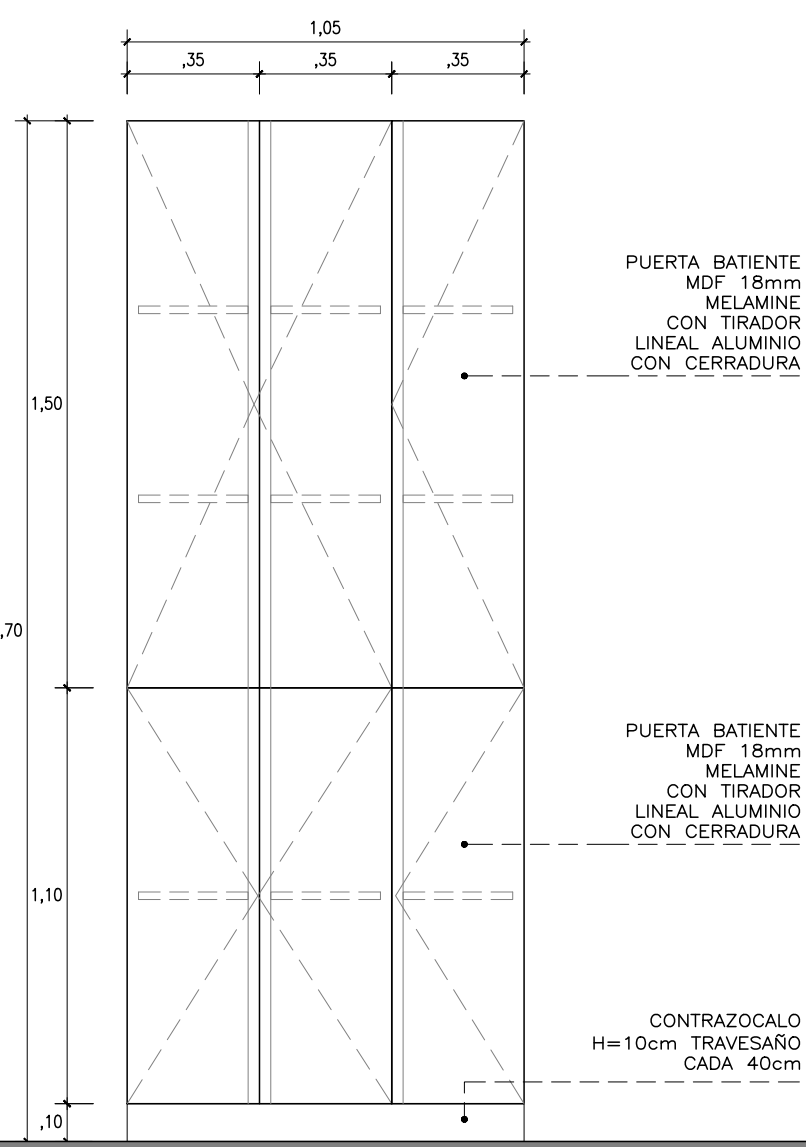 1,05
,35 ,35 ,35
PUERTA BATIENTE
MDF 18mm
MELAMINE
CON TIRADOR
LINEAL ALUMINIO
CON CERRADURA
1,50
,70
PUERTA BATIENTE
MDF 18mm
MELAMINE
CON TIRADOR
LINEAL ALUMINIO
CON CERRADURA
1,10
CONTRAZOCALO
H=10cm TRAVESAÑO
CADA 40cm
,10